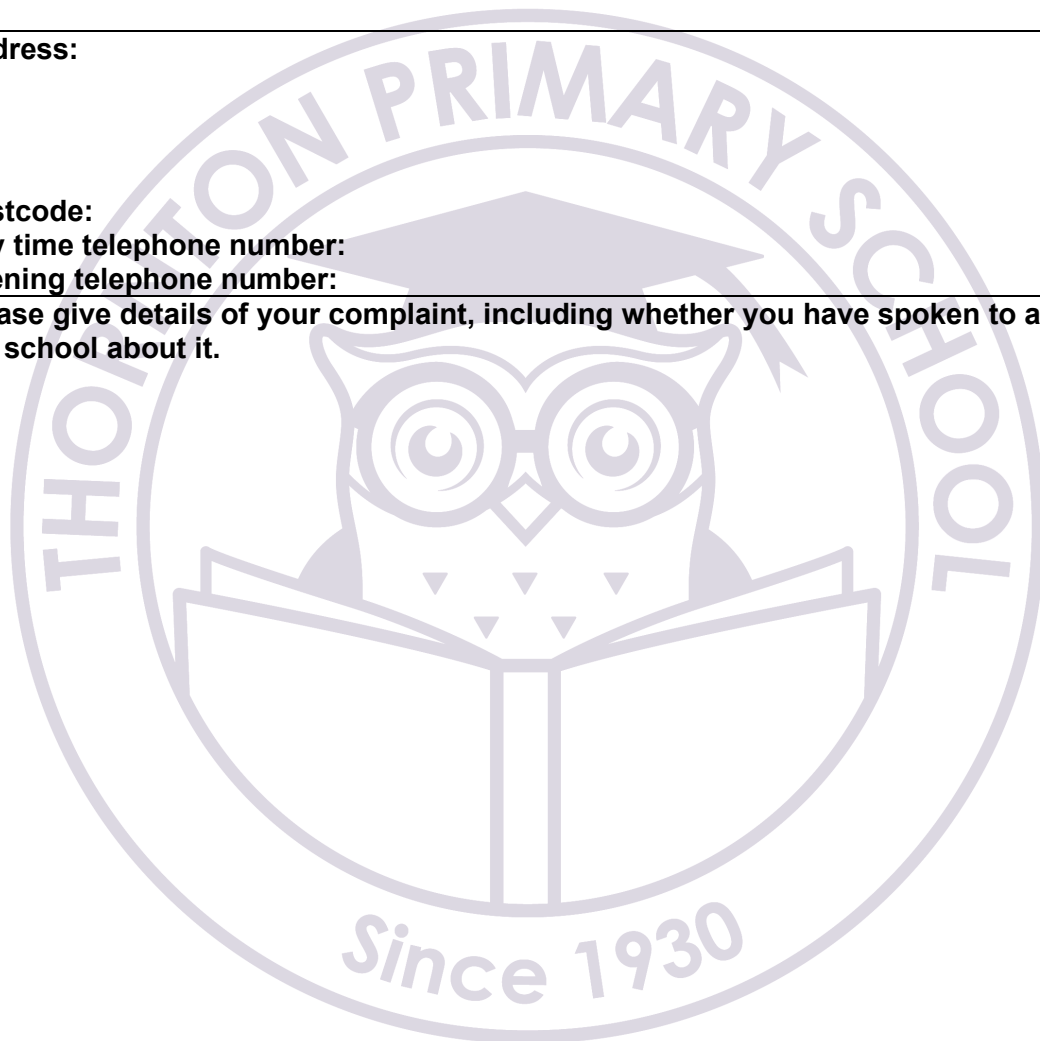 THORNTON PRIMARY SCHOOL
dress:
stcode:
y time telephone number:
ening telephone number:
ase give details of your complaint, including whether you have spoken to a
school about it.
Since 1930